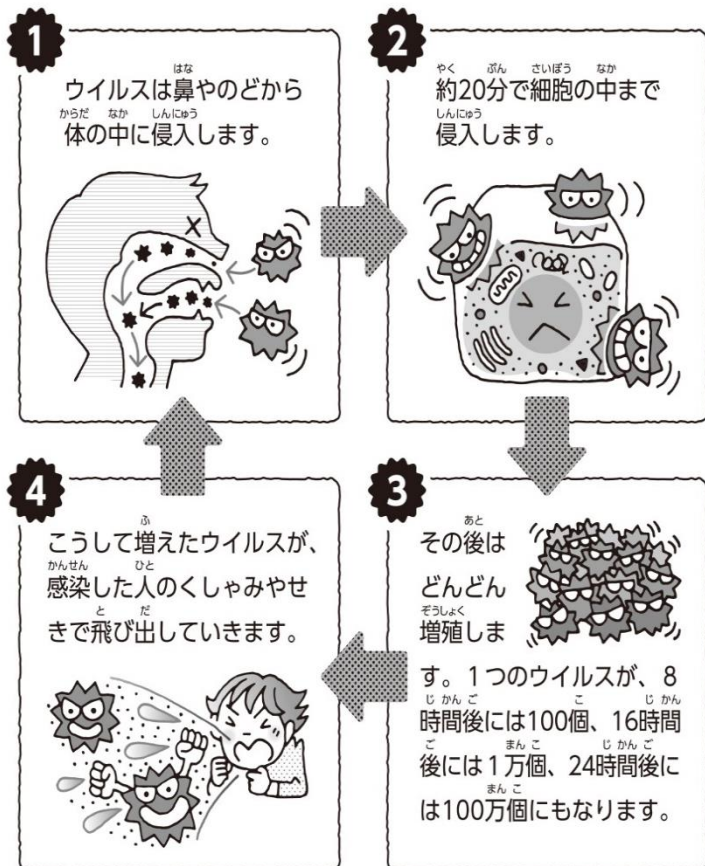 1
ウイルスは鼻やのどから
体の中に侵入します。
2
約20分で細胞の中まで
侵入します。
3
その後は
どんどん
増殖しま
す。1つのウイルスが、8
時間後には100個、16時間
後には1万個、24時間後に
は100万個にもなります。
4
こうして増えたウイルスが、
感染した人のくしゃみやせ
きで飛び出していきます。